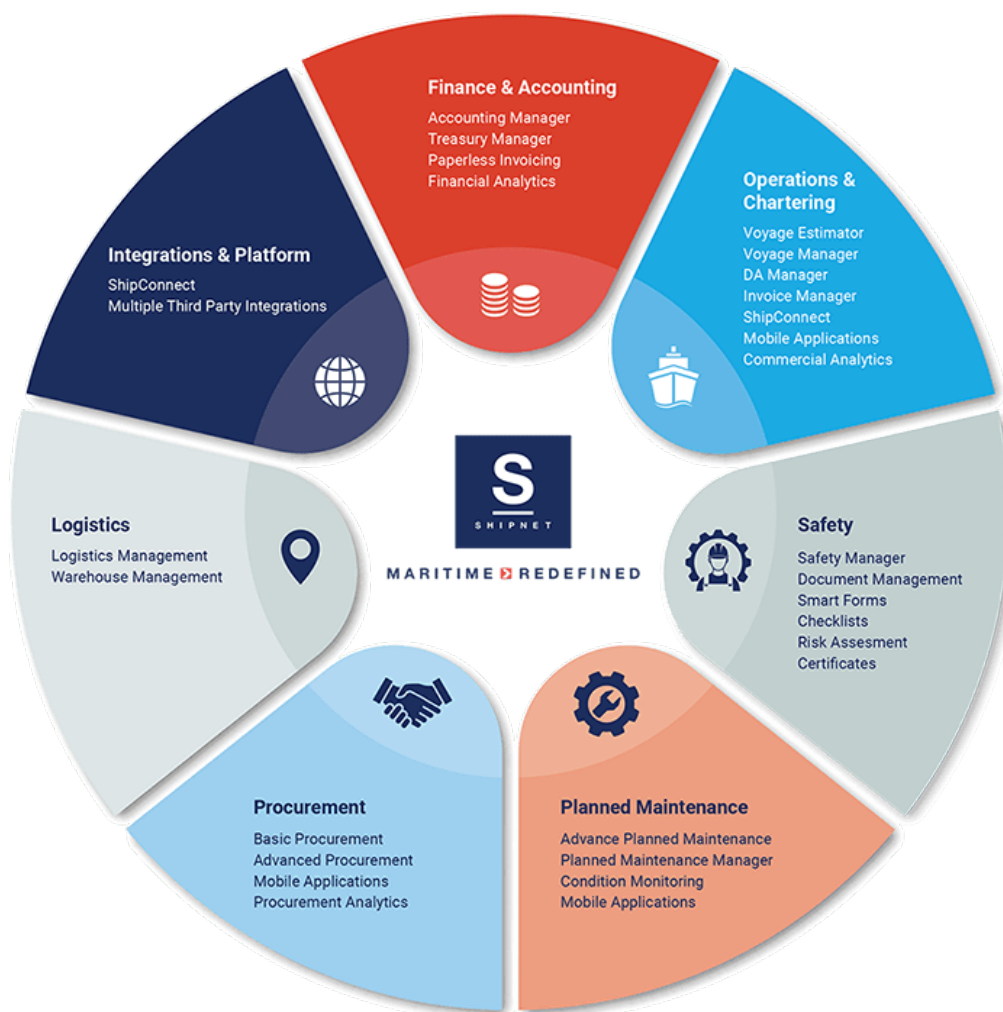 Finance & Accounting
Accounting Manager
Treasury Manager
Paperless Invoicing
Financial Analytics
Operations &
Chartering
Voyage Estimator
Voyage Manager
DA Manager
Invoice Manager
ShipConnect
Mobile Applications
Commercial Analytics
Integrations & Platform
ShipConnect
Multiple Third Party Integrations
S
SHIPNET
MARITIME REDEFINED
Logistics
Logistics Management
Warehouse Management
Safety
Safety Manager
Document Management
Smart Forms
Checklists
Risk Assesment
Certificates
Procurement
Basic Procurement
Advanced Procurement
Mobile Applications
Procurement Analytics
Planned Maintenance
Advance Planned Maintenance
Planned Maintenance Manager
Condition Monitoring
Mobile Applications